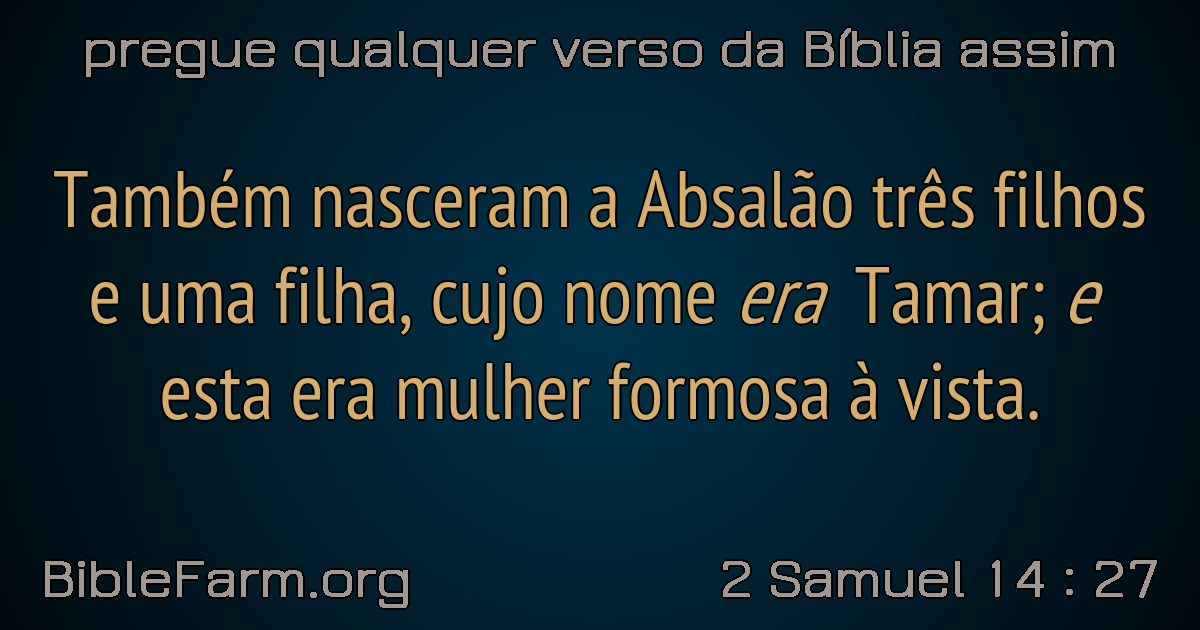 pregue qualquer verso da Bíblia assim
Também nasceram a Absalão três filhos
e uma filha, cujo nome era Tamar; e
esta era mulher formosa à vista.
BibleFarm.org
2 Samuel 14 : 27